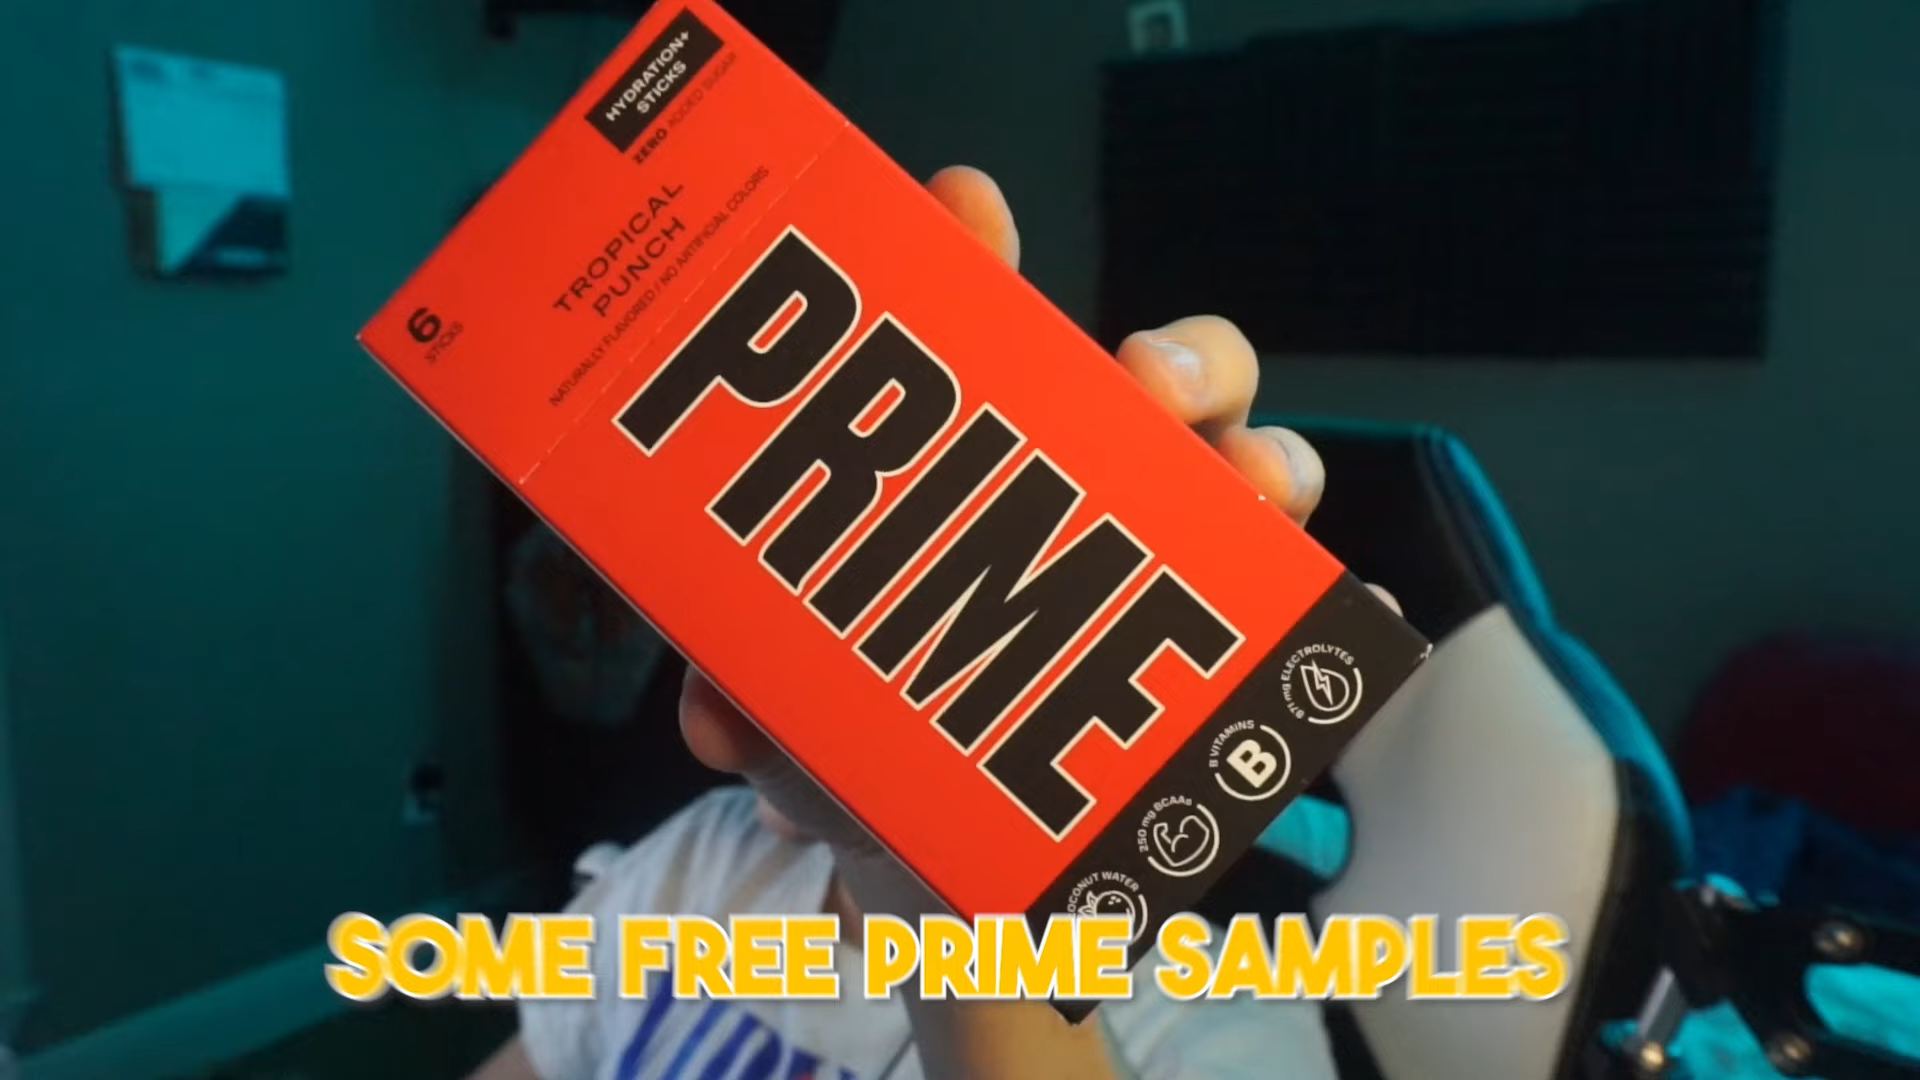 HYDRATION+
STICKS
ZERO ADDED SUGAR
6
STICKS
TROPICAL
PUNCH
NATURALLY FLAVORED / NO ARTIFICIAL COLORS
PRIME
871mg ELECTROLYTES
B VITAMINS
B
250 mg BCAAs
COCONUT WATER
SOME FREE PRIME SAMPLES